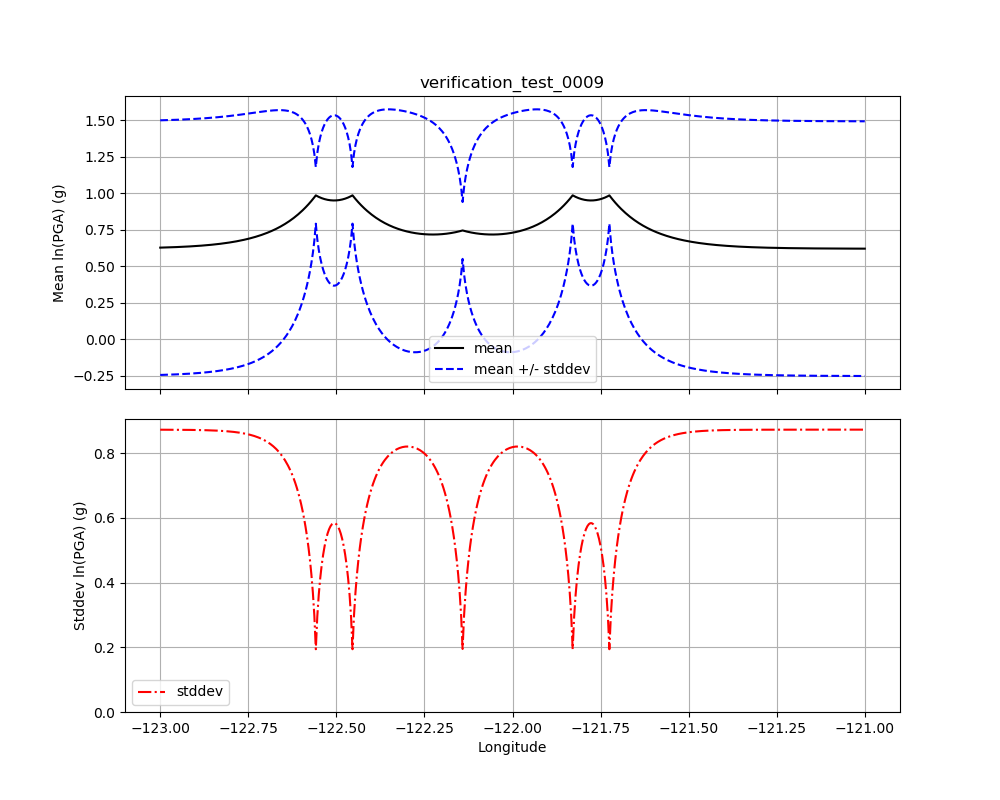 verification_test_0009
Mean ln(PGA) (g)
1.50
1.25
1.00
0.75
0.50
0.25
0.00
−0.25
mean
mean +/- stddev
Stddev ln(PGA) (g)
0.8
0.6
0.4
0.2
0.0
stddev
−123.00 −122.75 −122.50 −122.25 −122.00 −121.75 −121.50 −121.25 −121.00
Longitude